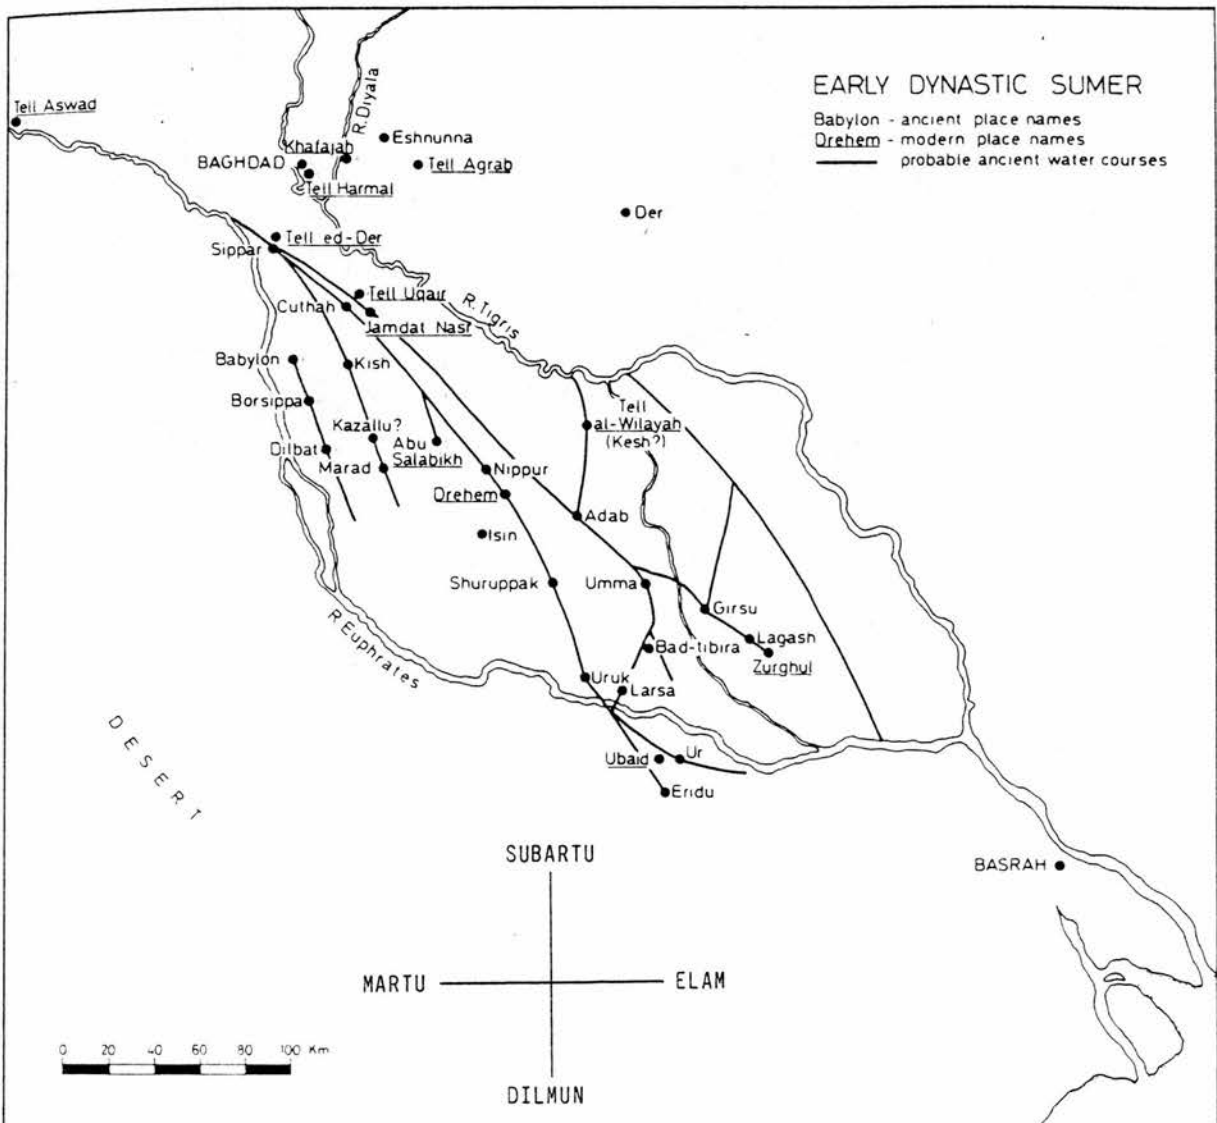 EARLY DYNASTIC SUMER
Babylon - ancient place names
Drehem - modern place names
probable ancient water courses
Tell Aswad
R. Diyala
Eshnunna
Khafajah
BAGHDAD
Tell Agrab
Tell Harmal
Der
Tell ed-Der
Sippar
Tell Uqair
R. Tigris
Cuthah
Jamdat Nasr
Babylon
Kish
Borsippa
Tell
al-Wilayah
(Kesh?)
Kazallu?
Dilbat
Abu
Salabikh
Marad
Nippur
Drehem
Adab
Isin
Shuruppak
Umma
Girsu
Lagash
Bad-tibira
Zurghul
R Euphrates
Uruk
Larsa
DESERT
Ubaid
Ur
Eridu
SUBARTU
BASRAH
MARTU
ELAM
0 20 40 60 80 100 Km
DILMUN